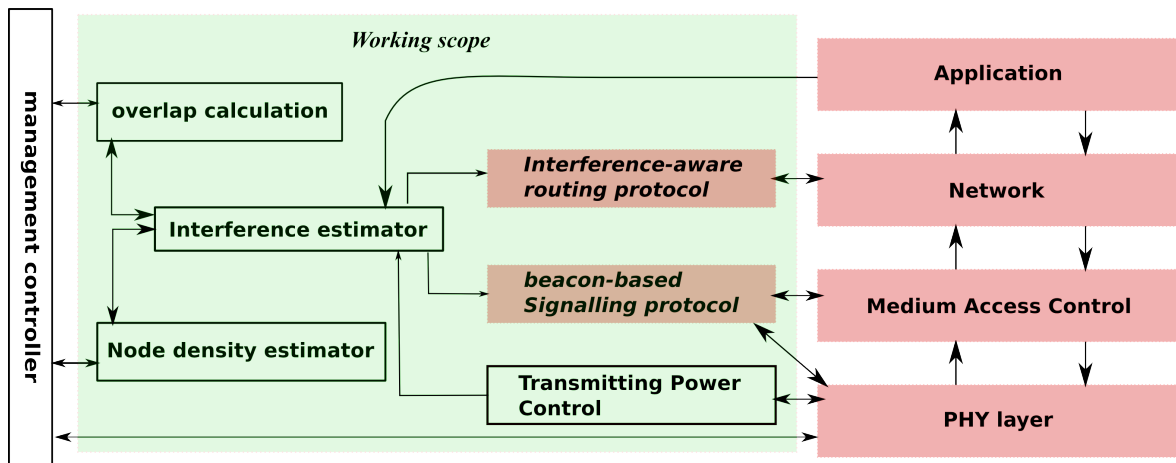 management controller
Working scope
overlap calculation
Interference estimator
Node density estimator
Interference-aware
routing protocol
beacon-based
Signalling protocol
Transmitting Power
Control
Application
Network
Medium Access Control
PHY layer